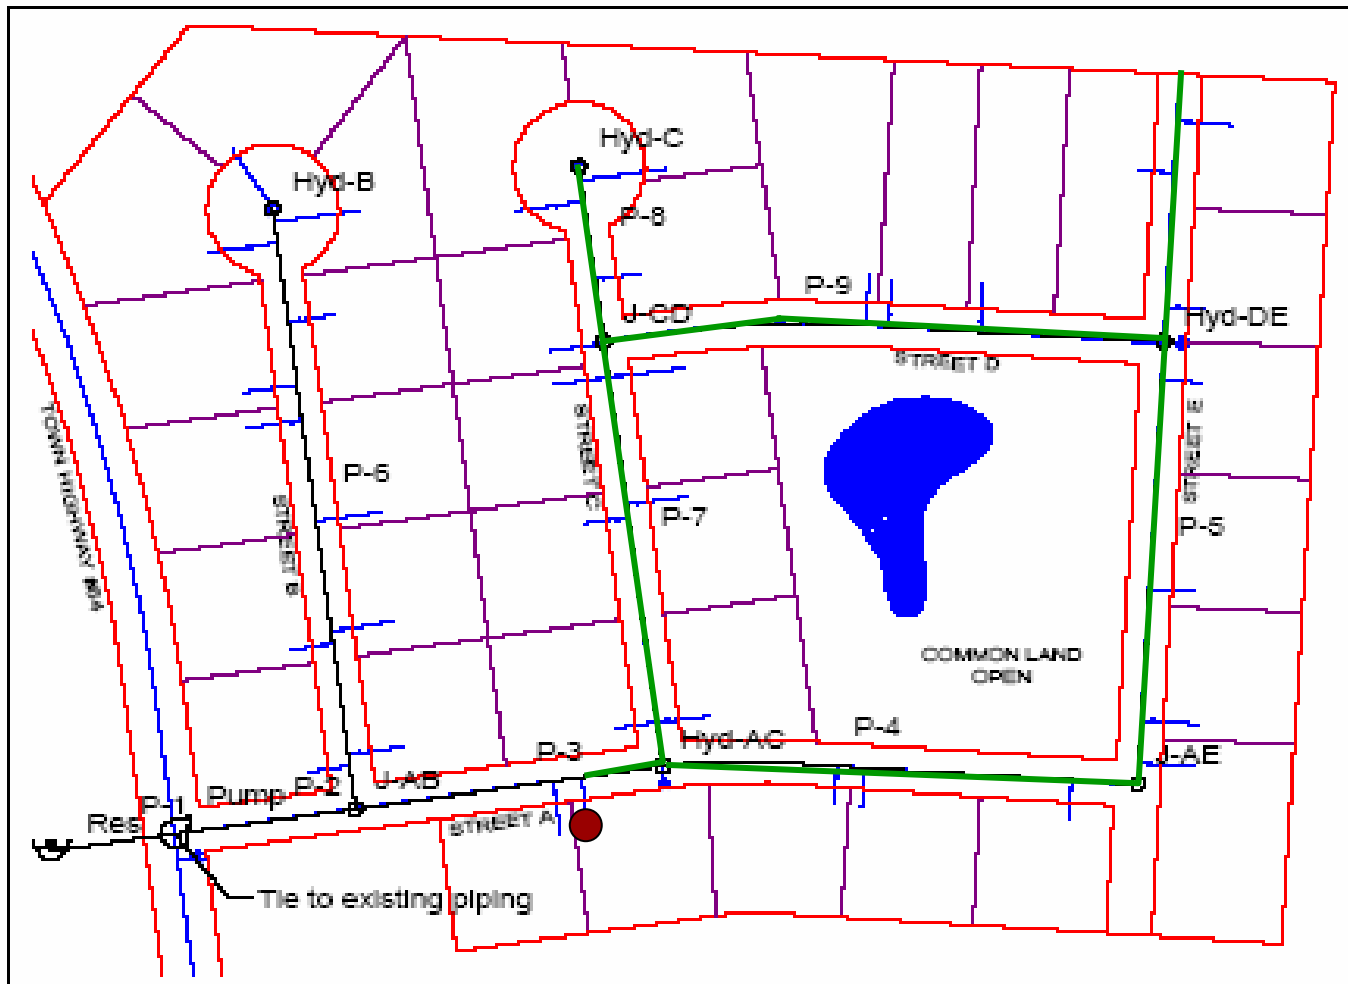 Hyd-C
Hyd-B
P-8
P-9
J-CD
Hyd-DE
STREET D
TOWN HIGHWAY #64
STREET C
STREET E
P-6
STREET B
P-7
P-5
COMMON LAND
OPEN
P-4
Hyd-AC
P-3
J-AE
J-AB
P-2
Pump
P-1
Res
STREET A
Tie to existing piping